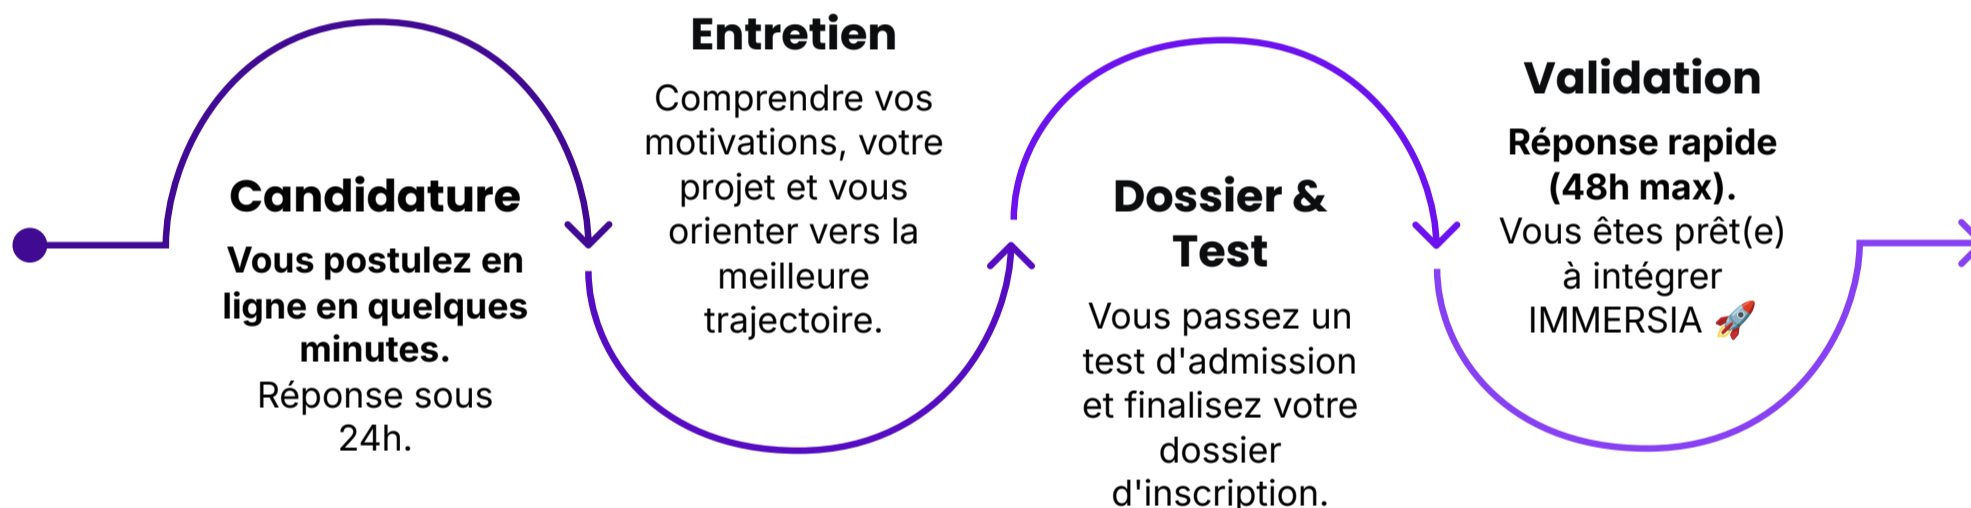 Candidature
Vous postulez en
ligne en quelques
minutes.
Réponse sous
24h.
Entretien
Comprendre vos
motivations, votre
projet et vous
orienter vers la
meilleure
trajectoire.
Dossier &
Test
Vous passez un
test d'admission
et finalisez votre
dossier
d'inscription.
Validation
Réponse rapide
(48h max).
Vous êtes prêt(e)
à intégrer
IMMERSIA 🚀